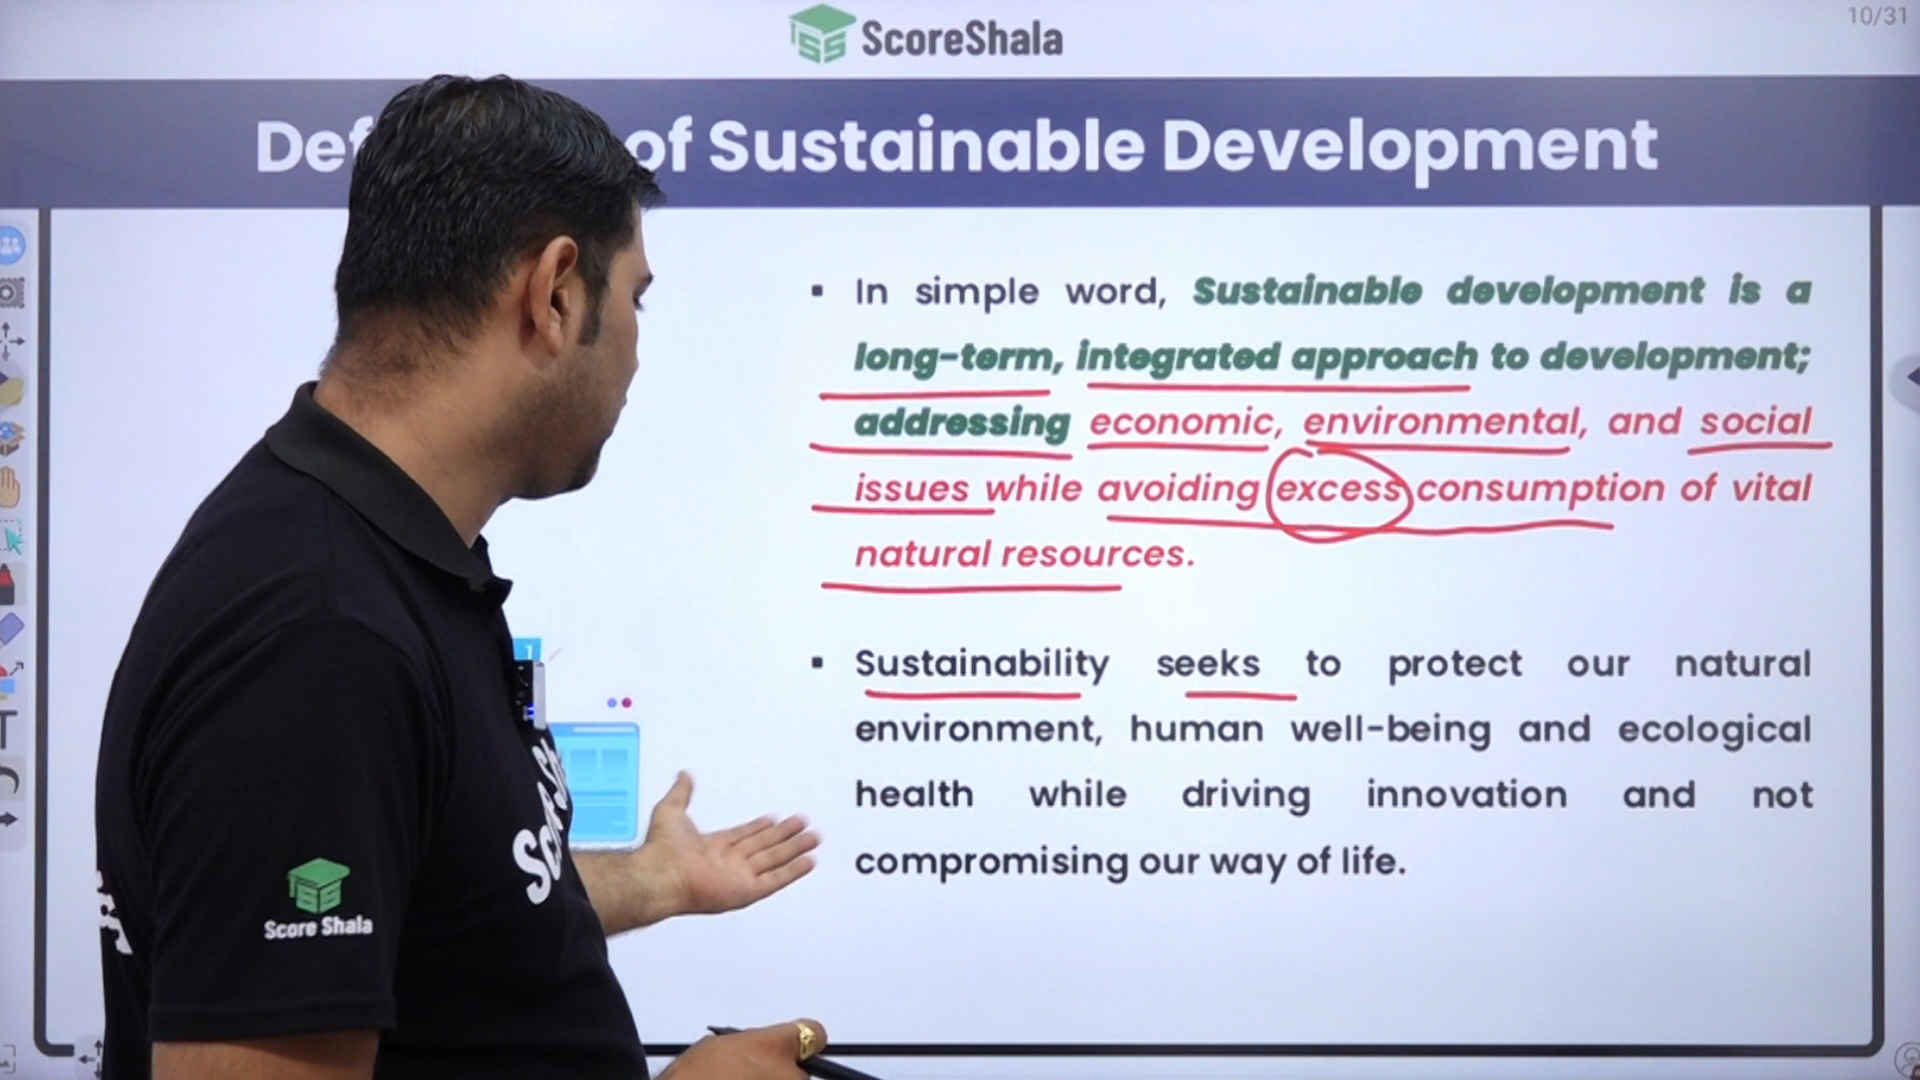 ScoreShala
10/31
of Sustainable Development
In simple word, Sustainable development is a
long-term, integrated approach to development;
addressing economic, environmental, and social
issues while avoiding excess consumption of vital
natural resources.
Sustainability seeks to protect our natural
environment, human well-being and ecological
health while driving innovation and not
compromising our way of life.
1
Score Shala